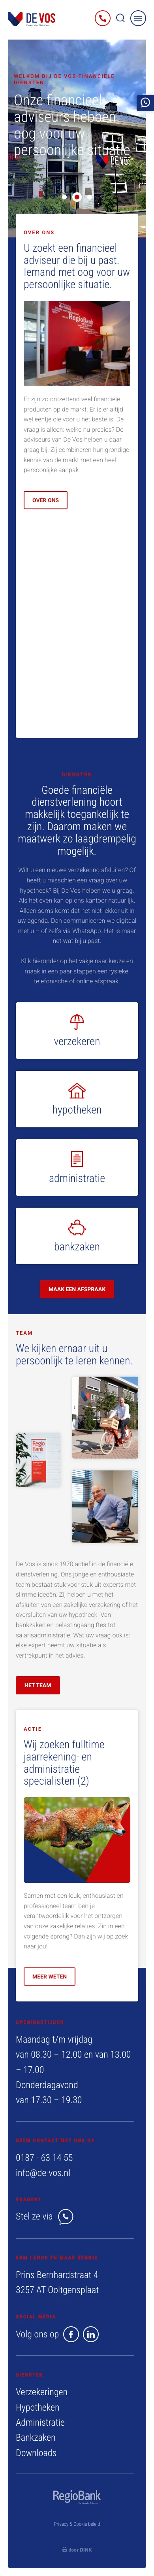 DE VOS
WELKOM BIJ DE VOS FINANCIËLE
DIENSTEN
Onze financieel
adviseurs hebben
oog voor uw
persoonlijke situatie
DE VOS
OVER ONS
U zoekt een financieel
adviseur die bij u past.
Iemand met oog voor uw
persoonlijke situatie.
RegioBank
Er zijn zo ontzettend veel financiële
producten op de markt. Er is er altijd
wel eentje die voor u het beste is. De
vraag is alleen: welke nu precies? De
adviseurs van De Vos helpen u daar
graag bij. Zij combineren hun grondige
kennis van de markt met een heel
persoonlijke aanpak.
OVER ONS
DIENSTEN
Goede financiële
dienstverlening hoort
makkelijk toegankelijk te
zijn. Daarom maken we
maatwerk zo laagdrempelig
mogelijk.
Wilt u een nieuwe verzekering afsluiten? Of
heeft u misschien een vraag over uw
hypotheek? Bij De Vos helpen we u graag.
Als het even kan op ons kantoor natuurlijk.
Alleen soms komt dat net niet lekker uit in
uw agenda. Dan communiceren we digitaal
met u – of zelfs via WhatsApp. Het is maar
net wat bij u past.
Klik hieronder op het vakje naar keuze en
maak in een paar stappen een fysieke,
telefonische of online afspraak.
verzekeren
hypotheken
administratie
bankzaken
MAAK EEN AFSPRAAK
TEAM
We kijken ernaar uit u
persoonlijk te leren kennen.
Regio
Bank
De Vos is sinds 1970 actief in de financiële
dienstverlening. Ons jonge en enthousiaste
team bestaat stuk voor stuk uit experts met
slimme ideeën. Zij helpen u met het
afsluiten van een zakelijke verzekering of het
oversluiten van uw hypotheek. Van
bankzaken en belastingaangiftes tot
salarisadministratie. Wat uw vraag ook is:
elke expert neemt uw situatie als
vertrekpunt in het advies.
HET TEAM
ACTIE
Wij zoeken fulltime
jaarrekening- en
administratie
specialisten (2)
Samen met een leuk, enthousiast en
professioneel team ben je
verantwoordelijk voor het ontzorgen
van onze zakelijke relaties. Zin in een
volgende sprong? Dan zijn wij op zoek
naar jou!
MEER WETEN
OPENINGSTIJDEN
Maandag t/m vrijdag
van 08.30 – 12.00 en van 13.00
– 17.00
Donderdagavond
van 17.30 – 19.30
NEEM CONTACT MET ONS OP
0187 - 63 14 55
info@de-vos.nl
Stel ze via
KOM LANGS EN MAAK KENNIS
Prins Bernhardstraat 4
3257 AT Ooltgensplaat
SOCIAL MEDIA
Volg ons op
DIENSTEN
Verzekeringen
Hypotheken
Administratie
Bankzaken
Downloads
RegioBank
Privacy & Cookie beleid